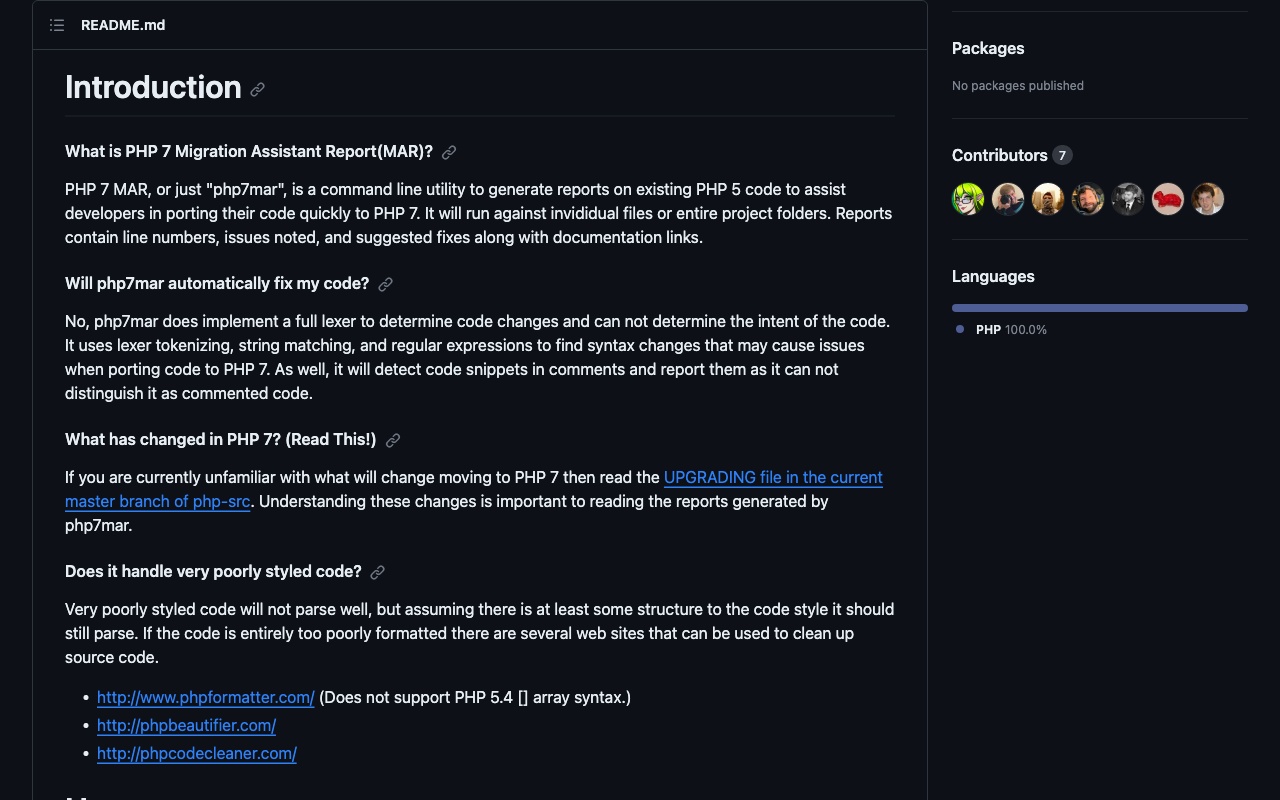 README.md
Introduction
What is PHP 7 Migration Assistant Report(MAR)?
PHP 7 MAR, or just "php7mar", is a command line utility to generate reports on existing PHP 5 code to assist
developers in porting their code quickly to PHP 7. It will run against invididual files or entire project folders. Reports
contain line numbers, issues noted, and suggested fixes along with documentation links.
Will php7mar automatically fix my code?
No, php7mar does implement a full lexer to determine code changes and can not determine the intent of the code.
It uses lexer tokenizing, string matching, and regular expressions to find syntax changes that may cause issues
when porting code to PHP 7. As well, it will detect code snippets in comments and report them as it can not
distinguish it as commented code.
What has changed in PHP 7? (Read This!)
If you are currently unfamiliar with what will change moving to PHP 7 then read the UPGRADING file in the current
master branch of php-src. Understanding these changes is important to reading the reports generated by
php7mar.
Does it handle very poorly styled code?
Very poorly styled code will not parse well, but assuming there is at least some structure to the code style it should
still parse. If the code is entirely too poorly formatted there are several web sites that can be used to clean up
source code.
• http://www.phpformatter.com/ (Does not support PHP 5.4 [] array syntax.)
• http://phpbeautifier.com/
• http://phpcodecleaner.com/
Packages
No packages published
Contributors 7
Languages
PHP 100.0%